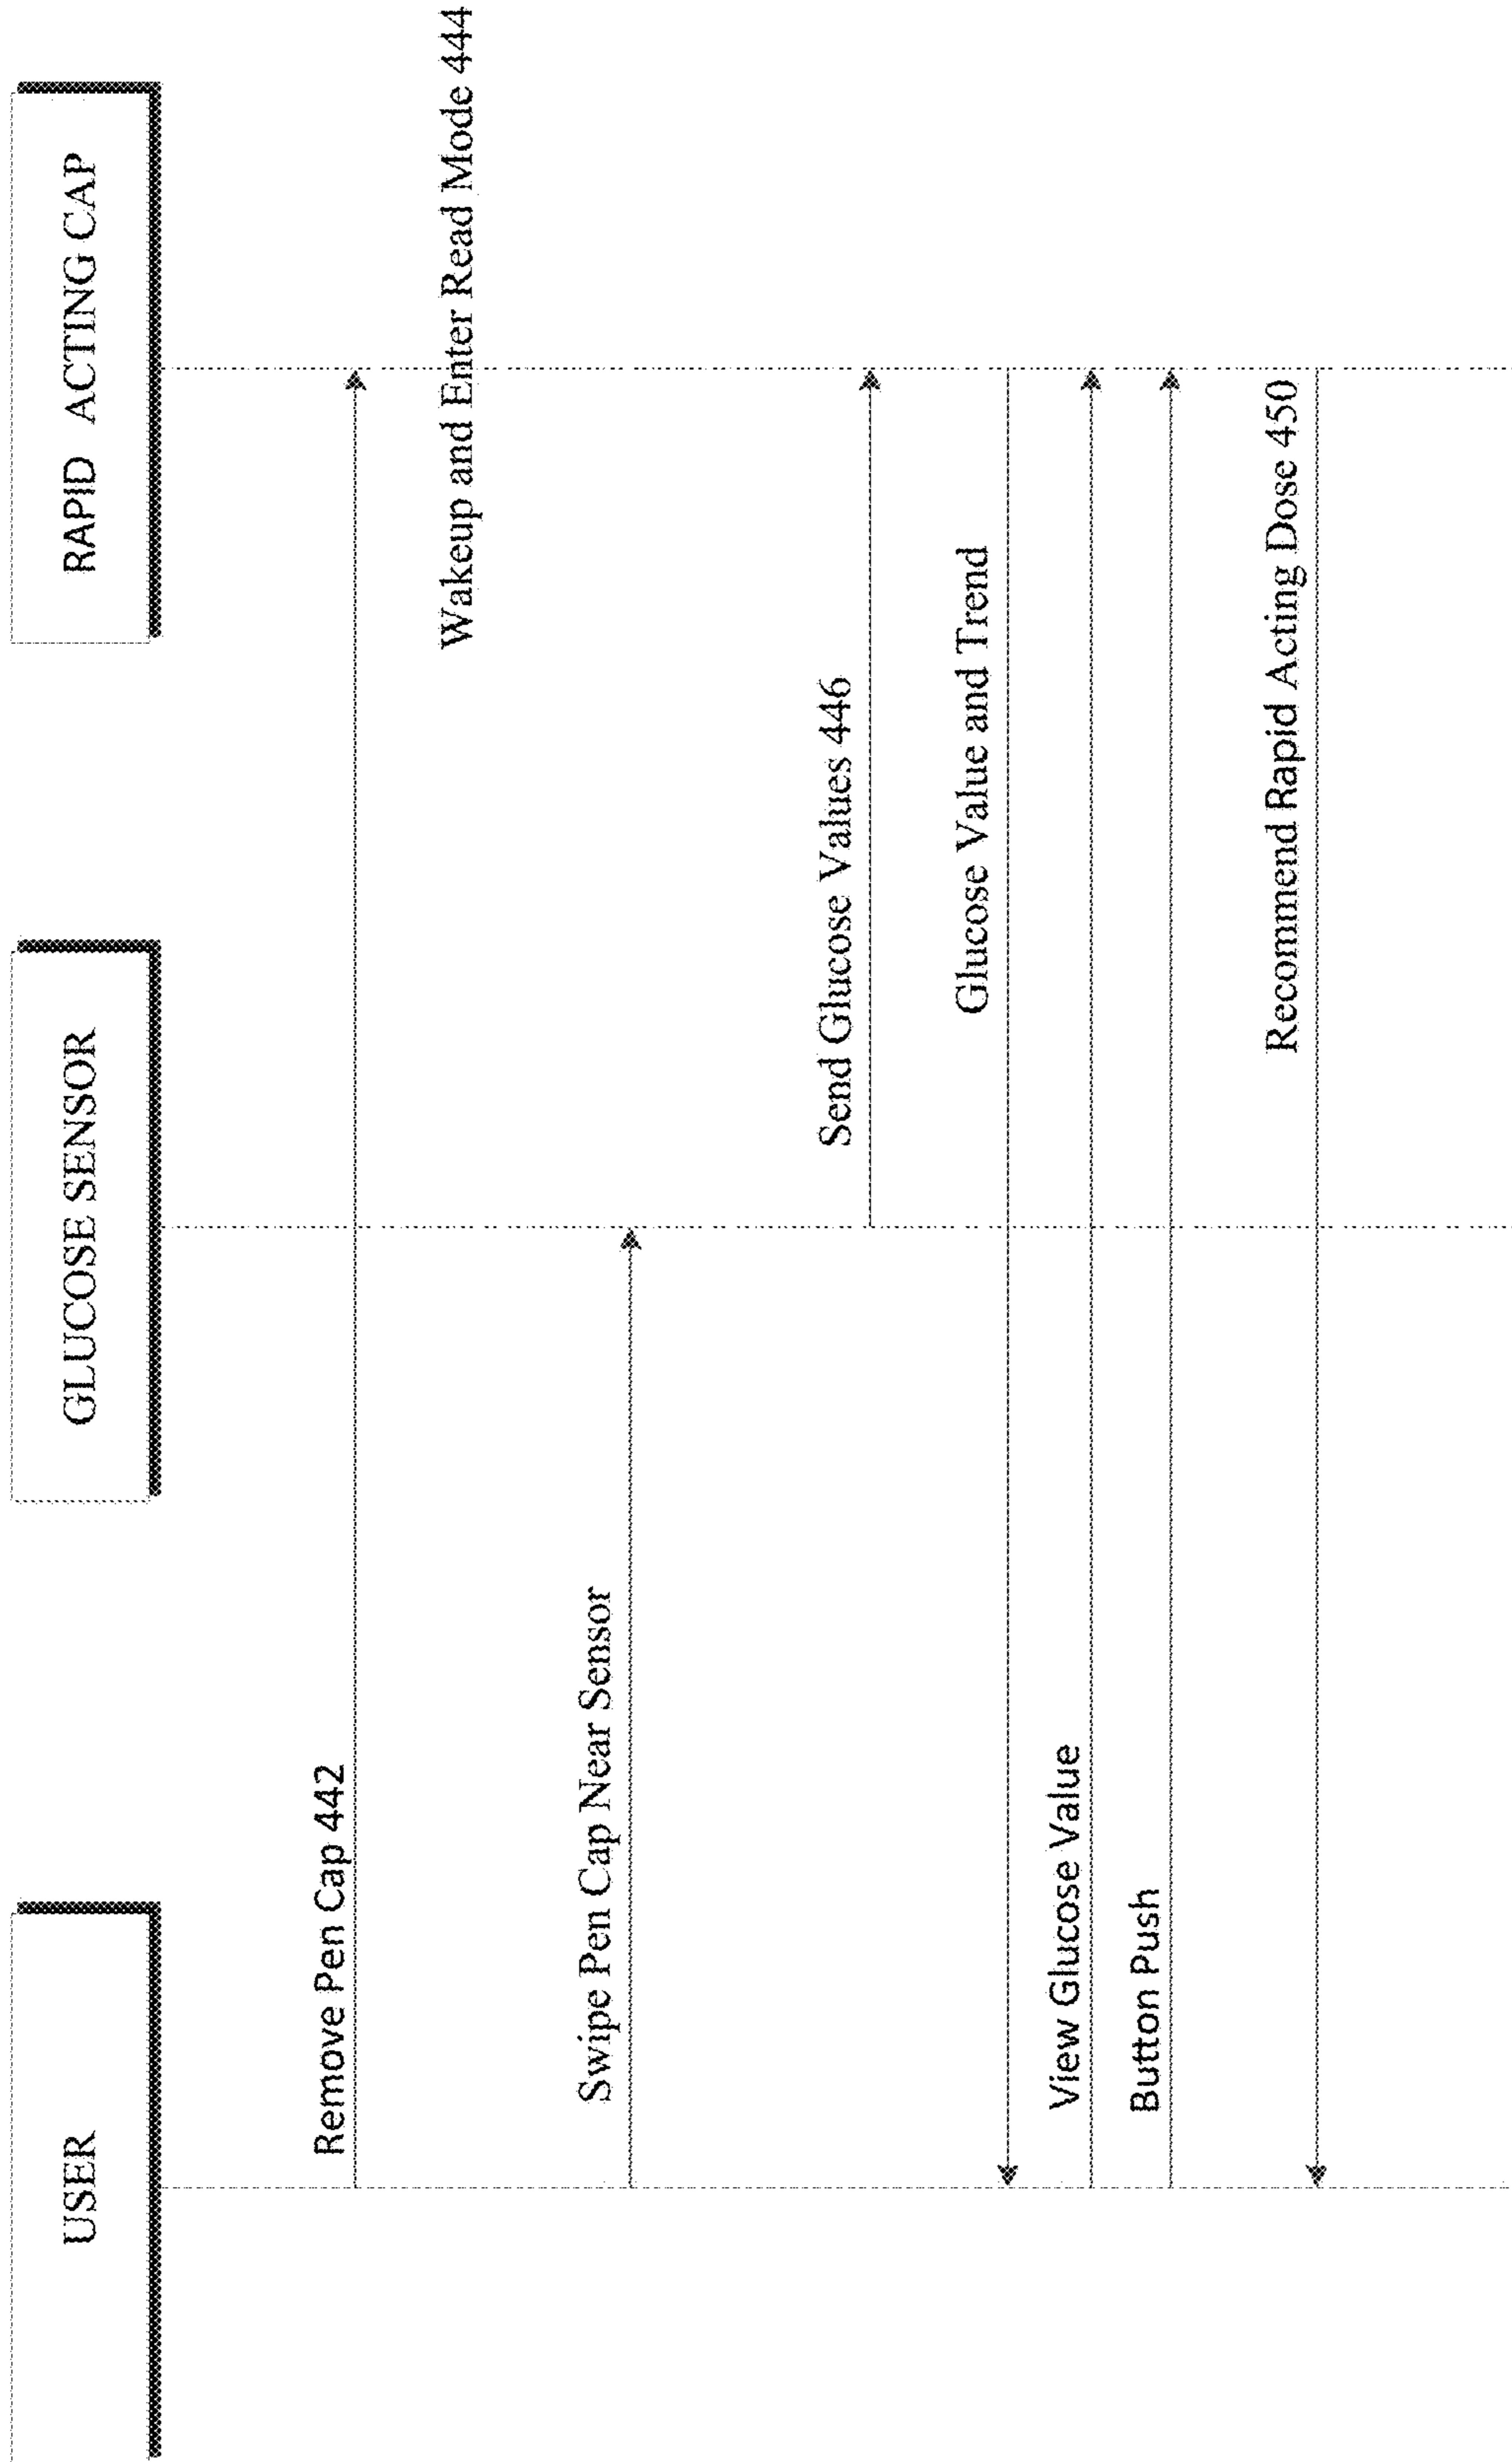 USER
GLUCOSE SENSOR
RAPID ACTING CAP
Remove Pen Cap 442
Wakeup and Enter Read Mode 444
Swipe Pen Cap Near Sensor
Send Glucose Values 446
Glucose Value and Trend
View Glucose Value
Button Push
Recommend Rapid Acting Dose 450